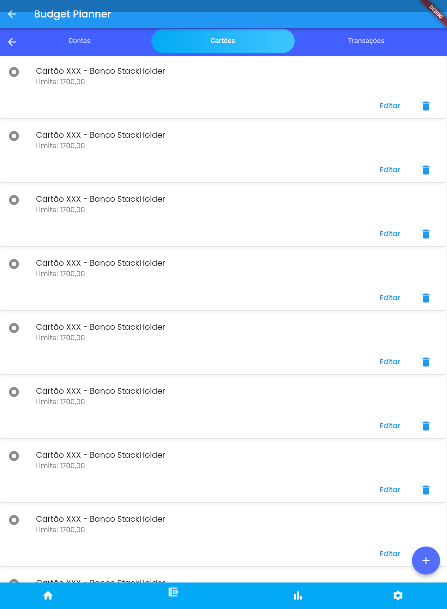 Budget Planner
DEBUG
Contas
Cartões
Transações
Cartão XXX - Banco StackHolder
Limite: 1700,00
Editar
Cartão XXX - Banco StackHolder
Limite: 1700,00
Editar
Cartão XXX - Banco StackHolder
Limite: 1700,00
Editar
Cartão XXX - Banco StackHolder
Limite: 1700,00
Editar
Cartão XXX - Banco StackHolder
Limite: 1700,00
Editar
Cartão XXX - Banco StackHolder
Limite: 1700,00
Editar
Cartão XXX - Banco StackHolder
Limite: 1700,00
Editar
Cartão XXX - Banco StackHolder
Limite: 1700,00
Editar
Cartão XXX - Banco StackHolder